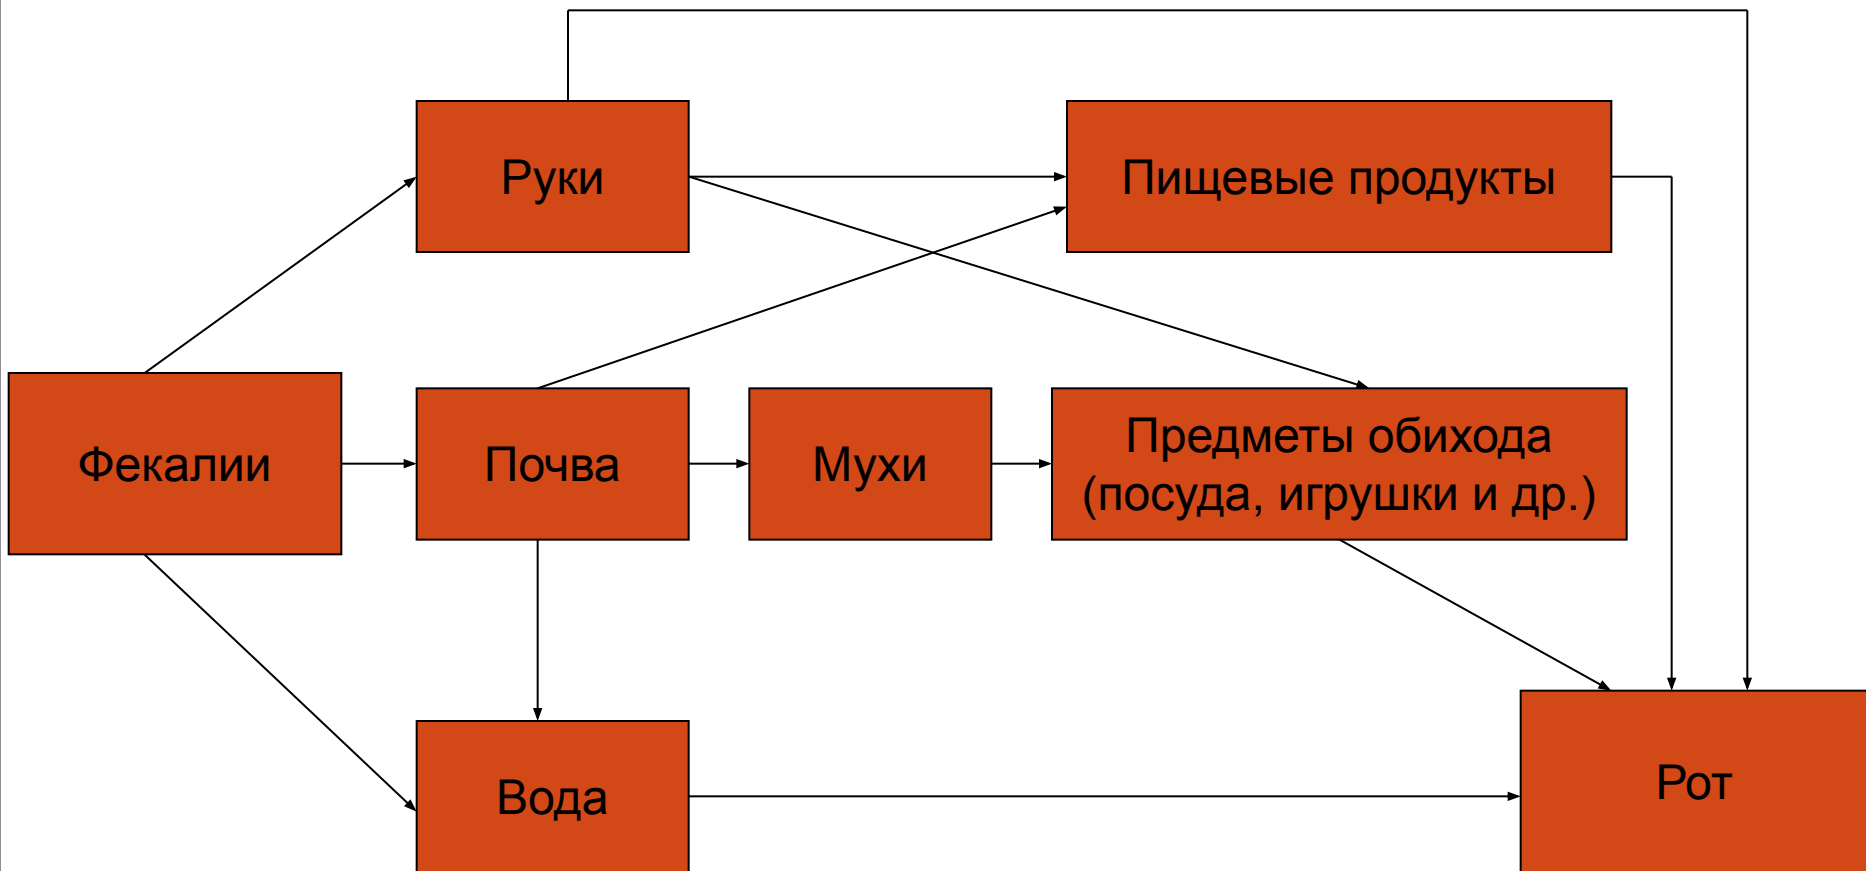 Руки
Пищевые продукты
Фекалии
Почва
Мухи
Предметы обихода
(посуда, игрушки и др.)
Вода
Рот